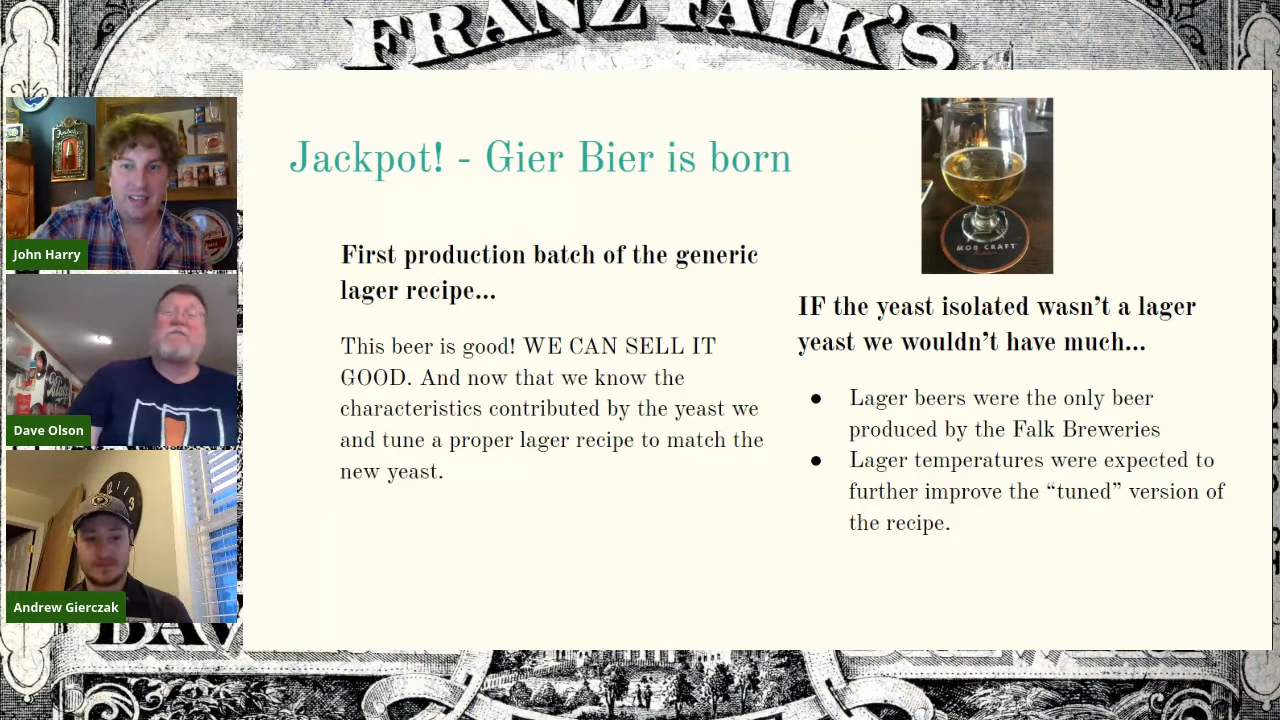 FRANZ FALK'S
Jackpot! - Gier Bier is born
First production batch of the generic
lager recipe...
This beer is good! WE CAN SELL IT
GOOD. And now that we know the
characteristics contributed by the yeast we
and tune a proper lager recipe to match the
new yeast.
MOB CRAFT
IF the yeast isolated wasn't a lager
yeast we wouldn't have much...
● Lager beers were the only beer
produced by the Falk Breweries
● Lager temperatures were expected to
further improve the “tuned” version of
the recipe.
John Harry
Dave Olson
Andrew Gierczak